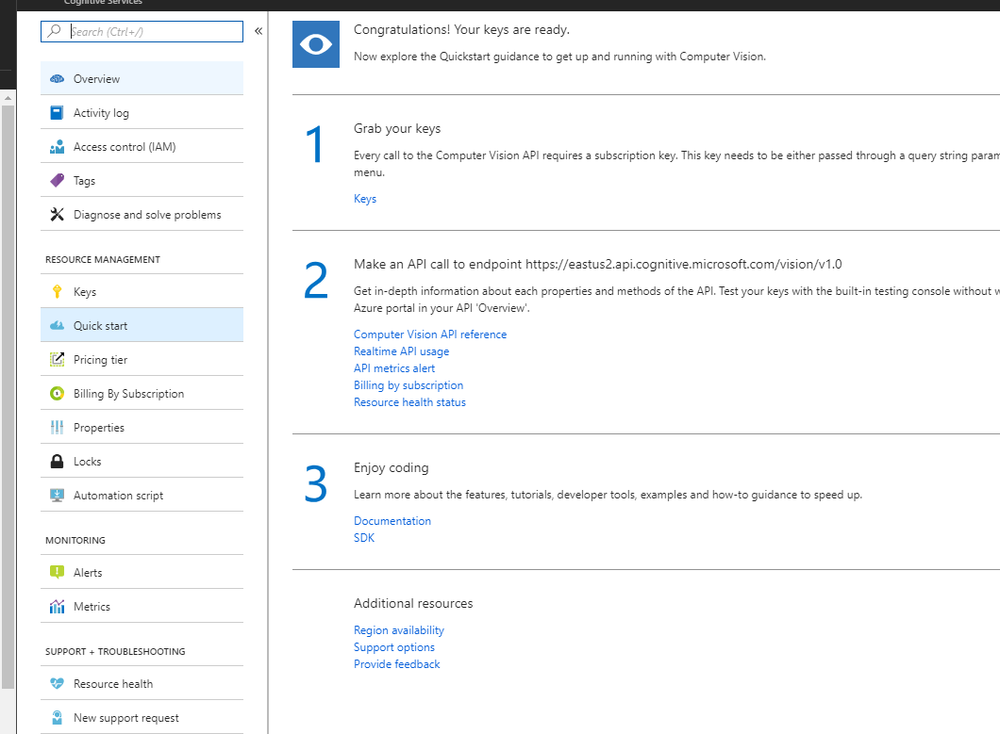 Cognitive Services
Search (Ctrl+/)
«
Overview
Activity log
Access control (IAM)
Tags
Diagnose and solve problems
RESOURCE MANAGEMENT
Keys
Quick start
Pricing tier
Billing By Subscription
Properties
Locks
Automation script
MONITORING
Alerts
Metrics
SUPPORT + TROUBLESHOOTING
Resource health
New support request
Congratulations! Your keys are ready.
Now explore the Quickstart guidance to get up and running with Computer Vision.
1
Grab your keys
Every call to the Computer Vision API requires a subscription key. This key needs to be either passed through a query string param
menu.
Keys
2
Make an API call to endpoint https://eastus2.api.cognitive.microsoft.com/vision/v1.0
Get in-depth information about each properties and methods of the API. Test your keys with the built-in testing console without w
Azure portal in your API 'Overview'.
Computer Vision API reference
Realtime API usage
API metrics alert
Billing by subscription
Resource health status
3
Enjoy coding
Learn more about the features, tutorials, developer tools, examples and how-to guidance to speed up.
Documentation
SDK
Additional resources
Region availability
Support options
Provide feedback